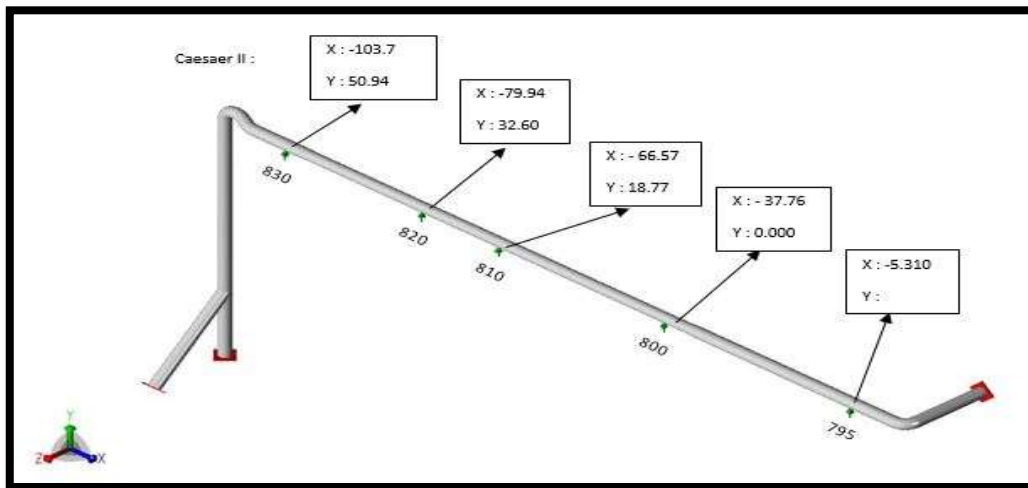 Caesaer II :
X : -103.7
Y : 50.94
X : -79.94
Y : 32.60
X : - 66.57
Y : 18.77
X : - 37.76
Y : 0.000
X : -5.310
Y :
830
820
810
800
795
Y
Z
X